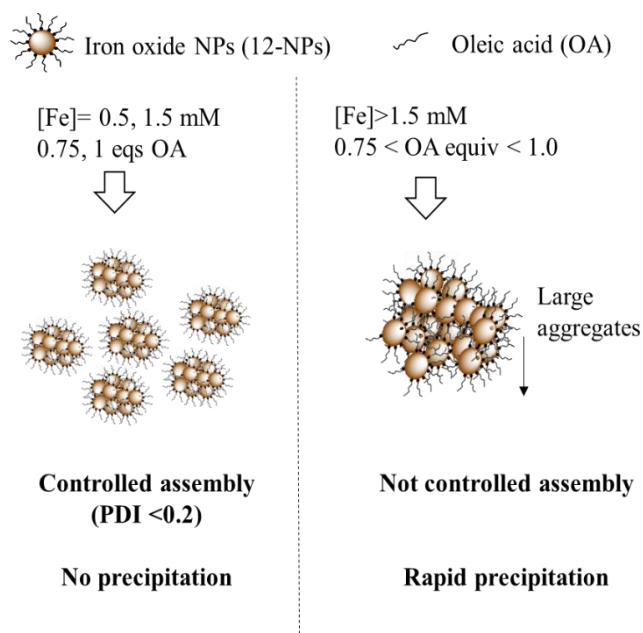 Iron oxide NPs (12-NPs)
Oleic acid (OA)
[Fe]= 0.5, 1.5 mM
0.75, 1 eqs OA
Controlled assembly
(PDI <0.2)
No precipitation
[Fe]>1.5 mM
0.75 < OA equiv < 1.0
Large
aggregates
Not controlled assembly
Rapid precipitation